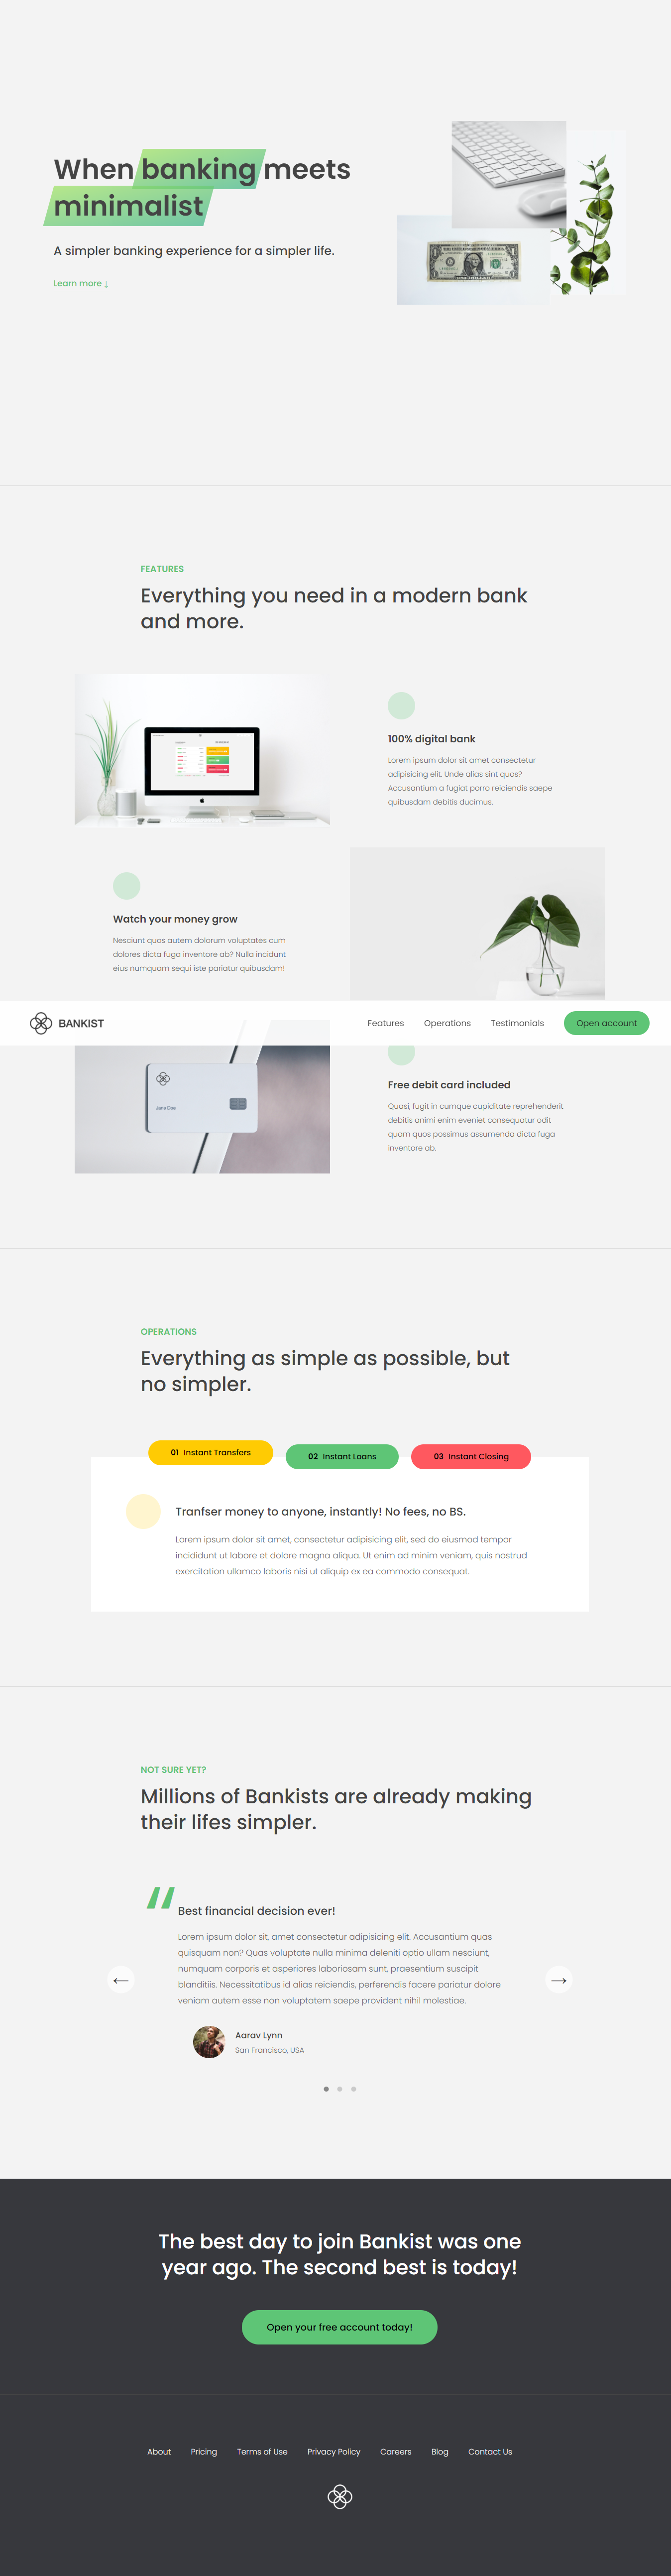 When banking meets
minimalist
A simpler banking experience for a simpler life.
Learn more ↓
FEATURES
Everything you need in a modern bank
and more.
100% digital bank
Lorem ipsum dolor sit amet consectetur
adipisicing elit. Unde alias sint quos?
Accusantium a fugiat porro reiciendis saepe
quibusdam debitis ducimus.
Watch your money grow
Nesciunt quos autem dolorum voluptates cum
dolores dicta fuga inventore ab? Nulla incidunt
eius numquam sequi iste pariatur quibusdam!
BANKIST
Features
Operations
Testimonials
Open account
Jane Doe
Free debit card included
Quasi, fugit in cumque cupiditate reprehenderit
debitis animi enim eveniet consequatur odit
quam quos possimus assumenda dicta fuga
inventore ab.
OPERATIONS
Everything as simple as possible, but
no simpler.
01 Instant Transfers
02 Instant Loans
03 Instant Closing
Tranfser money to anyone, instantly! No fees, no BS.
Lorem ipsum dolor sit amet, consectetur adipisicing elit, sed do eiusmod tempor
incididunt ut labore et dolore magna aliqua. Ut enim ad minim veniam, quis nostrud
exercitation ullamco laboris nisi ut aliquip ex ea commodo consequat.
NOT SURE YET?
Millions of Bankists are already making
their lifes simpler.
Best financial decision ever!
Lorem ipsum dolor sit, amet consectetur adipisicing elit. Accusantium quas
quisquam non? Quas voluptate nulla minima deleniti optio ullam nesciunt,
numquam corporis et asperiores laboriosam sunt, praesentium suscipit
blanditiis. Necessitatibus id alias reiciendis, perferendis facere pariatur dolore
veniam autem esse non voluptatem saepe provident nihil molestiae.
←
→
Aarav Lynn
San Francisco, USA
The best day to join Bankist was one
year ago. The second best is today!
Open your free account today!
About
Pricing
Terms of Use
Privacy Policy
Careers
Blog
Contact Us